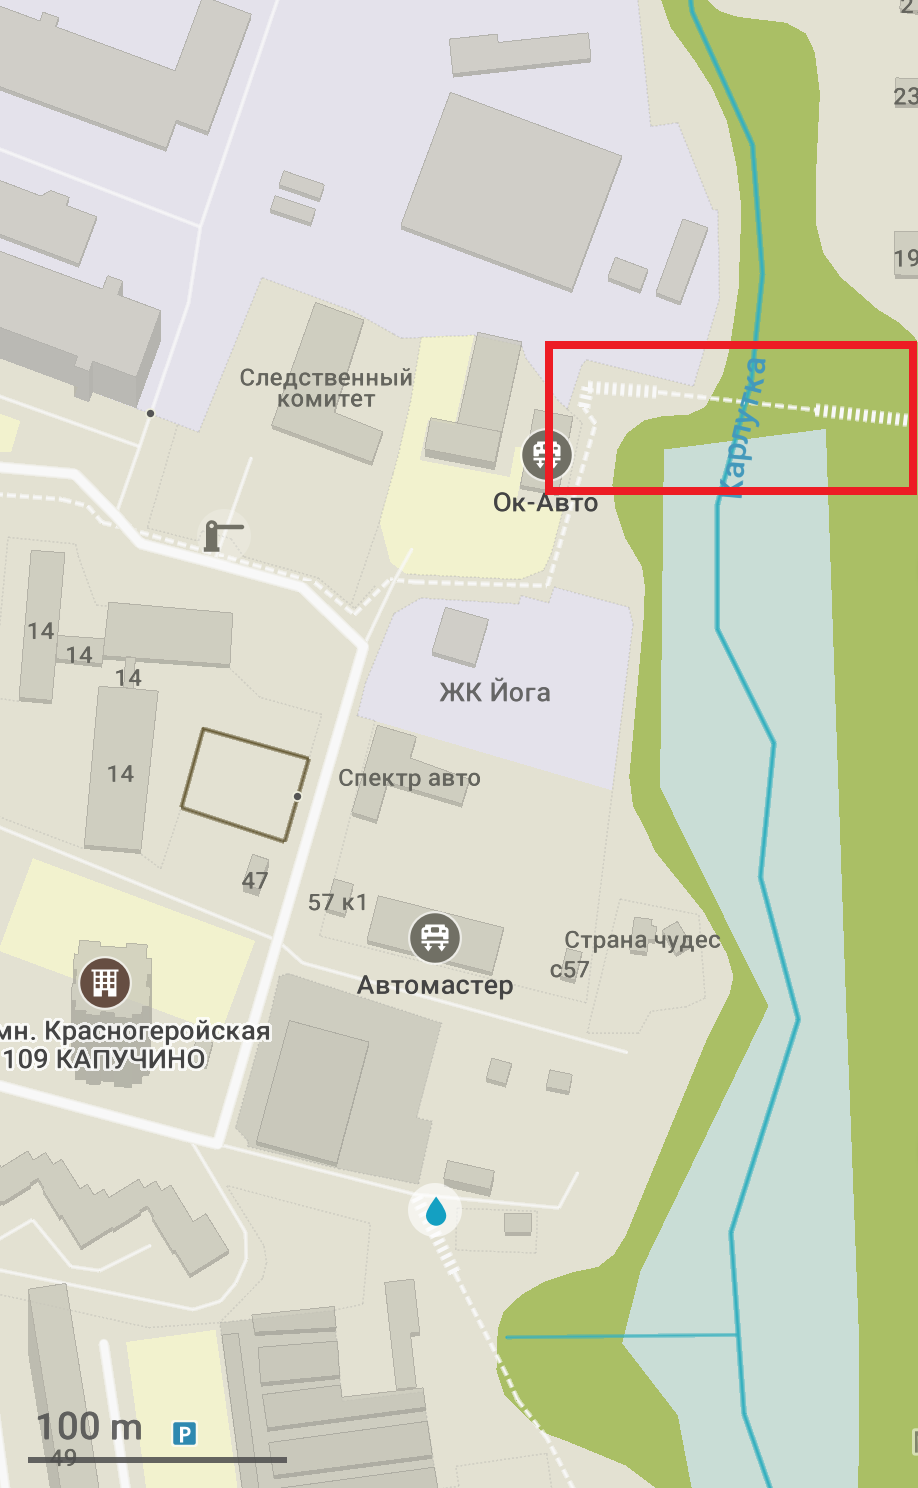 23
19
Карлутка
Следственный
комитет
Ок-Авто
14
14
14
14
ЖК Йога
Спектр авто
47
57 к1
Страна чудес
с57
Автомастер
мн. Красногеройская
109 КАПУЧИНО
100 m
P
49